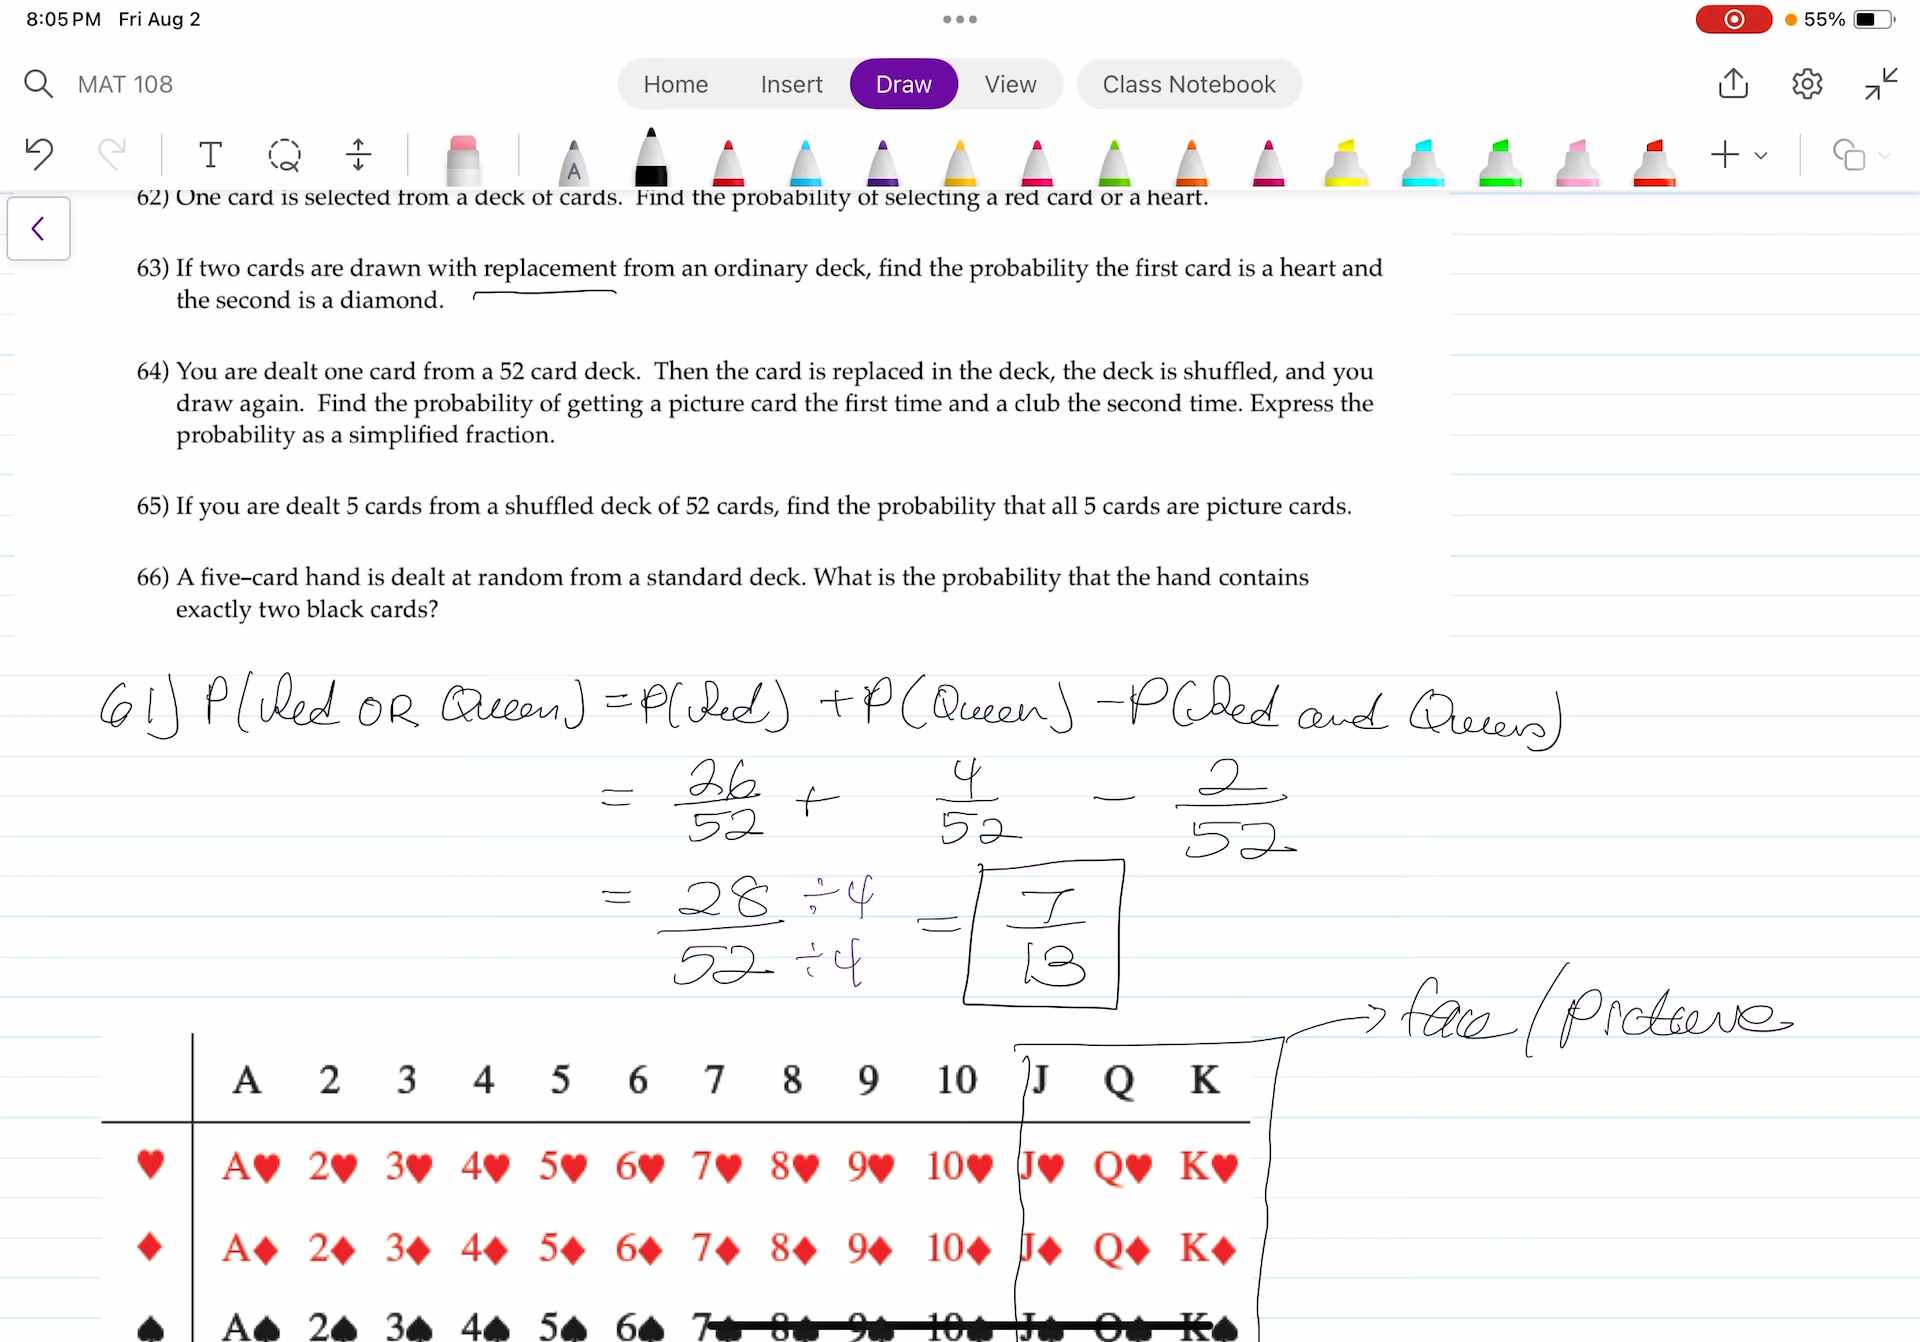 8:05 PM Fri Aug 2 55%
MAT 108 Home Insert Draw View Class Notebook
T A
62) One card is selected from a deck of cards. Find the probability of selecting a red card or a heart.
63) If two cards are drawn with replacement from an ordinary deck, find the probability the first card is a heart and
the second is a diamond.
64) You are dealt one card from a 52 card deck. Then the card is replaced in the deck, the deck is shuffled, and you
draw again. Find the probability of getting a picture card the first time and a club the second time. Express the
probability as a simplified fraction.
65) If you are dealt 5 cards from a shuffled deck of 52 cards, find the probability that all 5 cards are picture cards.
66) A five–card hand is dealt at random from a standard deck. What is the probability that the hand contains
exactly two black cards?
61) P(Red OR Queen) = P(Red) + P(Queen) - P(Red and Queens)
= 26/52 + 4/52 - 2/52
= 28 ÷4 / 52 ÷4 = 7/13
→ face / Picture
A 2 3 4 5 6 7 8 9 10 J Q K
♥ A♥ 2♥ 3♥ 4♥ 5♥ 6♥ 7♥ 8♥ 9♥ 10♥ J♥ Q♥ K♥
♦ A♦ 2♦ 3♦ 4♦ 5♦ 6♦ 7♦ 8♦ 9♦ 10♦ J♦ Q♦ K♦
♠ A♠ 2♠ 3♠ 4♠ 5♠ 6♠ 7♠ 8♠ 9♠ 10♠ J♠ Q♠ K♠